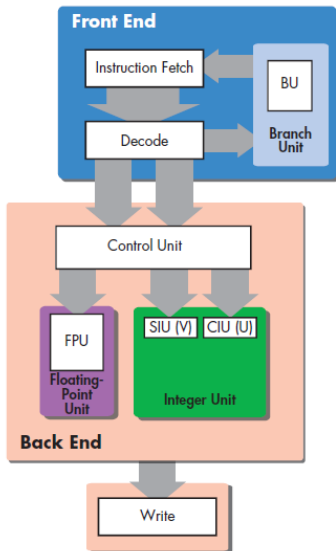 Front End
Instruction Fetch
BU
Branch
Unit
Decode
Control Unit
FPU
Floating-
Point
Unit
SIU (V)
CIU (U)
Integer Unit
Back End
Write